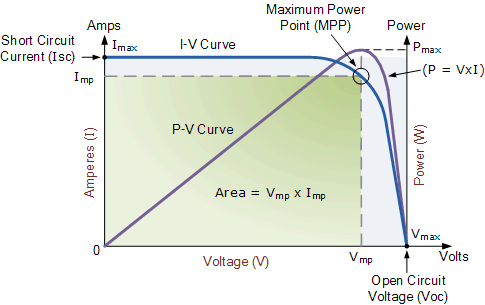 Maximum Power
Point (MPP)
Amps
Power
Short Circuit
Current (Isc)
Imax
I-V Curve
Pmax
Imp
(P = VxI)
P-V Curve
Amperes (I)
Power (W)
Area = Vmp x Imp
0
Vmax
Voltage (V)
Vmp
Volts
Open Circuit
Voltage (Voc)